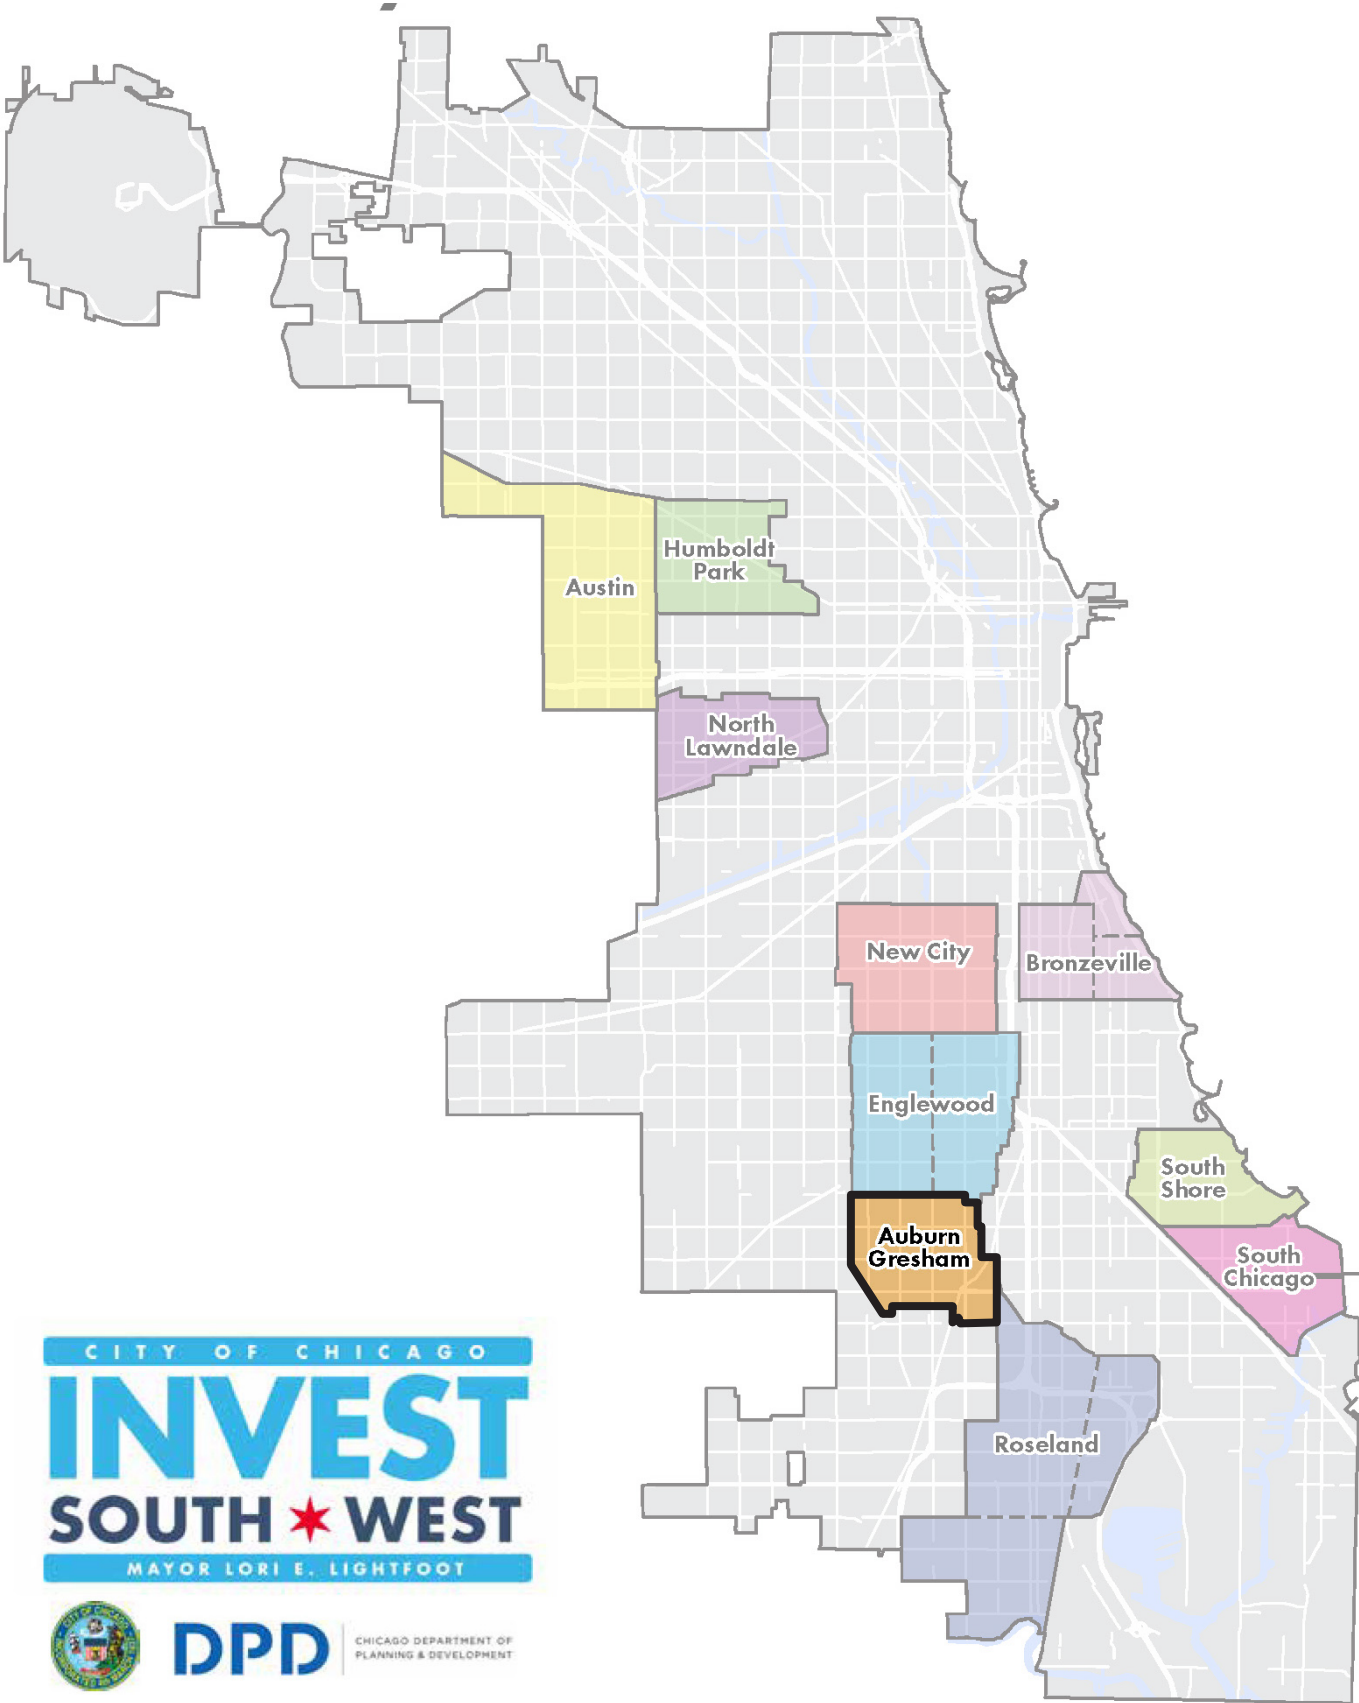 Humboldt
Park
Austin
North
Lawndale
New City
Bronzeville
Englewood
South
Shore
Auburn
Gresham
South
Chicago
Roseland
CITY OF CHICAGO
INVEST
SOUTH WEST
MAYOR LORI E. LIGHTFOOT
DPD
CHICAGO DEPARTMENT OF
PLANNING & DEVELOPMENT